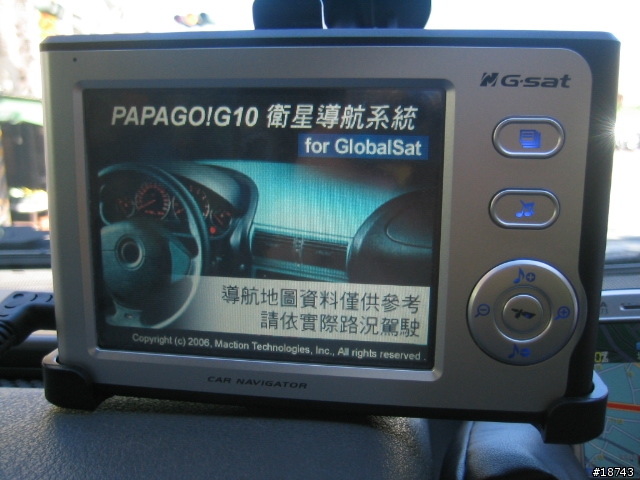 G-sat
PAPAGO!G10 衛星導航系統
for GlobalSat
導航地圖資料僅供參考
請依實際路況駕駛
Copyright (c) 2006, Maction Technologies, Inc., All rights reserved.
CAR NAVIGATOR
#18743